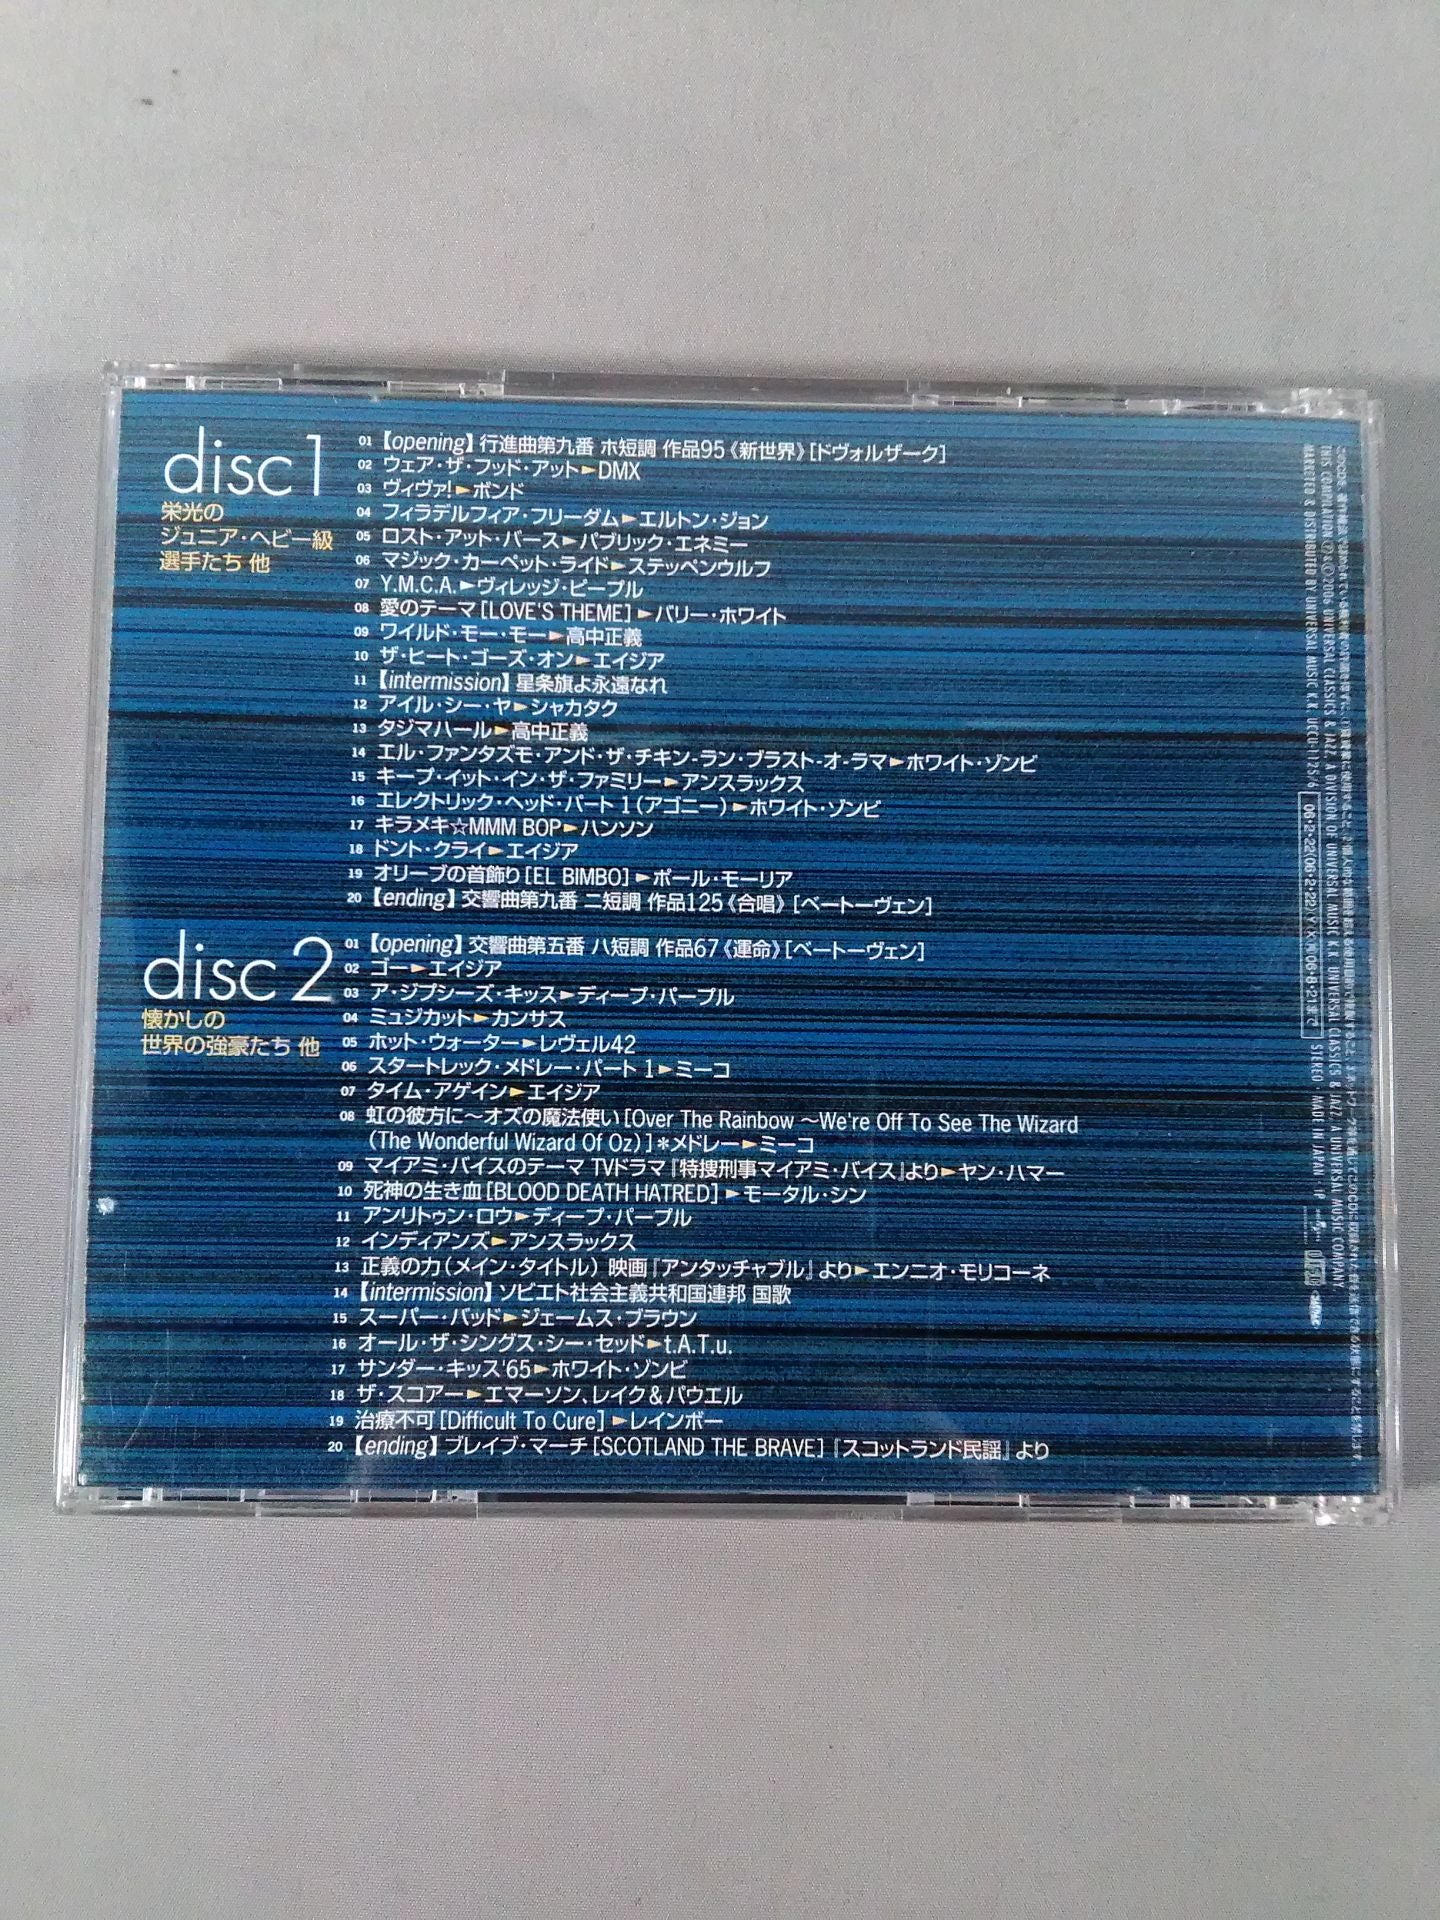 disc 1
栄光の
ジュニア・ヘビー級
選手たち 他
01 【opening】 行進曲第九番 ホ短調 作品95《新世界》[ドヴォルザーク]
02 ウェア・ザ・フッド・アット►DMX
03 ヴィヴァ!►ボンド
04 フィラデルフィア・フリーダム►エルトン・ジョン
05 ロスト・アット・バース►パブリック・エネミー
06 マジック・カーペット・ライド►ステッペンウルフ
07 Y.M.C.A.►ヴィレッジ・ピープル
08 愛のテーマ[LOVE'S THEME]►バリー・ホワイト
09 ワイルド・モー・モー►高中正義
10 ザ・ヒート・ゴーズ・オン►エイジア
11 【intermission】 星条旗よ永遠なれ
12 アイル・シー・ヤ►シャカタク
13 タジマハール►高中正義
14 エル・ファンタズモ・アンド・ザ・チキン-ラン・ブラスト-オ-ラマ►ホワイト・ゾンビ
15 キープ・イット・イン・ザ・ファミリー►アンスラックス
16 エレクトリック・ヘッド・パート 1(アゴニー)►ホワイト・ゾンビ
17 キラメキ☆MMM BOP►ハンソン
18 ドント・クライ►エイジア
19 オリーブの首飾り[EL BIMBO]►ポール・モーリア
20 【ending】 交響曲第九番 ニ短調 作品125《合唱》[ベートーヴェン]
disc 2
懐かしの
世界の強豪たち 他
01 【opening】 交響曲第五番 ハ短調 作品67《運命》[ベートーヴェン]
02 ゴー►エイジア
03 ア・ジプシーズ・キッス►ディープ・パープル
04 ミュジカット►カンサス
05 ホット・ウォーター►レヴェル42
06 スタートレック・メドレー・パート 1►ミーコ
07 タイム・アゲイン►エイジア
08 虹の彼方に〜オズの魔法使い[Over The Rainbow 〜We're Off To See The Wizard
(The Wonderful Wizard Of Oz)]＊メドレー►ミーコ
09 マイアミ・バイスのテーマ TVドラマ『特捜刑事マイアミ・バイス』より►ヤン・ハマー
10 死神の生き血[BLOOD DEATH HATRED]►モータル・シン
11 アンリトゥン・ロウ►ディープ・パープル
12 インディアンズ►アンスラックス
13 正義の力(メイン・タイトル) 映画『アンタッチャブル』より►エンニオ・モリコーネ
14 【intermission】 ソビエト社会主義共和国連邦 国歌
15 スーパー・バッド►ジェームス・ブラウン
16 オール・ザ・シングス・シー・セッド►t.A.T.u.
17 サンダー・キッス'65►ホワイト・ゾンビ
18 ザ・スコアー►エマーソン、レイク&パウエル
19 治療不可[Difficult To Cure]►レインボー
20 【ending】 ブレイブ・マーチ[SCOTLAND THE BRAVE]『スコットランド民謡』より
THIS COMPILATION ℗&©2006 UNIVERSAL CLASSICS & JAZZ, A DIVISION OF UNIVERSAL MUSIC K.K. UNIVERSAL CLASSICS & JAZZ: A UNIVERSAL MUSIC COMPANY.
MARKETED & DISTRIBUTED BY UNIVERSAL MUSIC K.K. UCCU-1125/6 STEREO MADE IN JAPAN